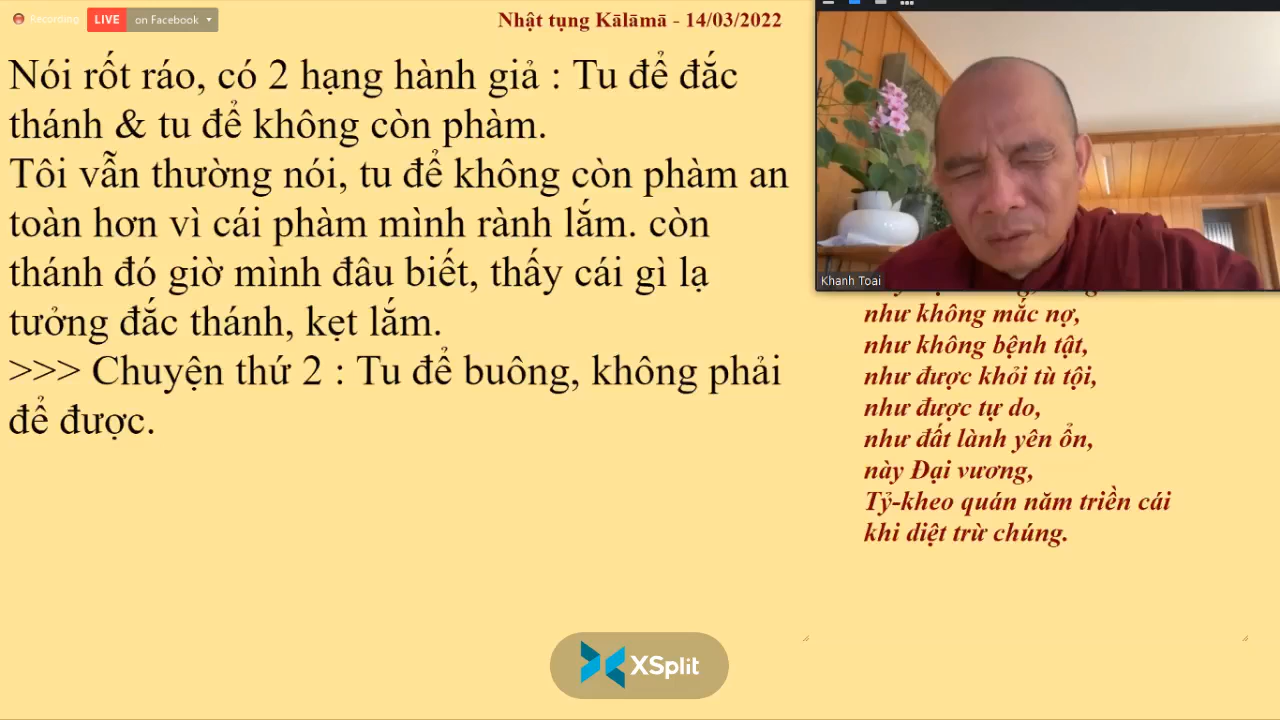 Recording
LIVE on Facebook
Nhật tụng Kālāmā - 14/03/2022
Nói rốt ráo, có 2 hạng hành giả : Tu để đắc
thánh & tu để không còn phàm.
Tôi vẫn thường nói, tu để không còn phàm an
toàn hơn vì cái phàm mình rành lắm. còn
thánh đó giờ mình đâu biết, thấy cái gì lạ
tưởng đắc thánh, kẹt lắm.
>>> Chuyện thứ 2 : Tu để buông, không phải
để được.
Khanh Toai
như không mắc nợ,
như không bệnh tật,
như được khỏi tù tội,
như được tự do,
như đất lành yên ổn,
này Đại vương,
Tỷ-kheo quán năm triền cái
khi diệt trừ chúng.
XSplit